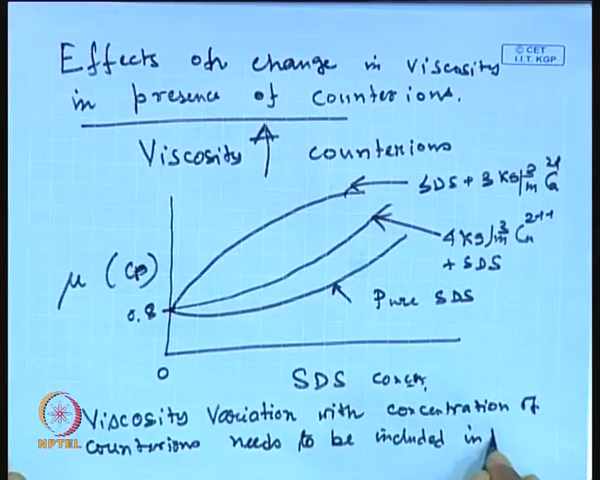 Effects of change in viscosity
in presence of counterions.
© CET
I.I.T. KGP
Viscosity ↑ counterions
SDS + 3 Kg/m³ Ca²⁺
4 Kg/m³ Cu²⁺
+ SDS
μ (cp)
Pure SDS
0.8
0
SDS concn,
Viscosity variation with concentration of
counterions needs to be included in
NPTEL